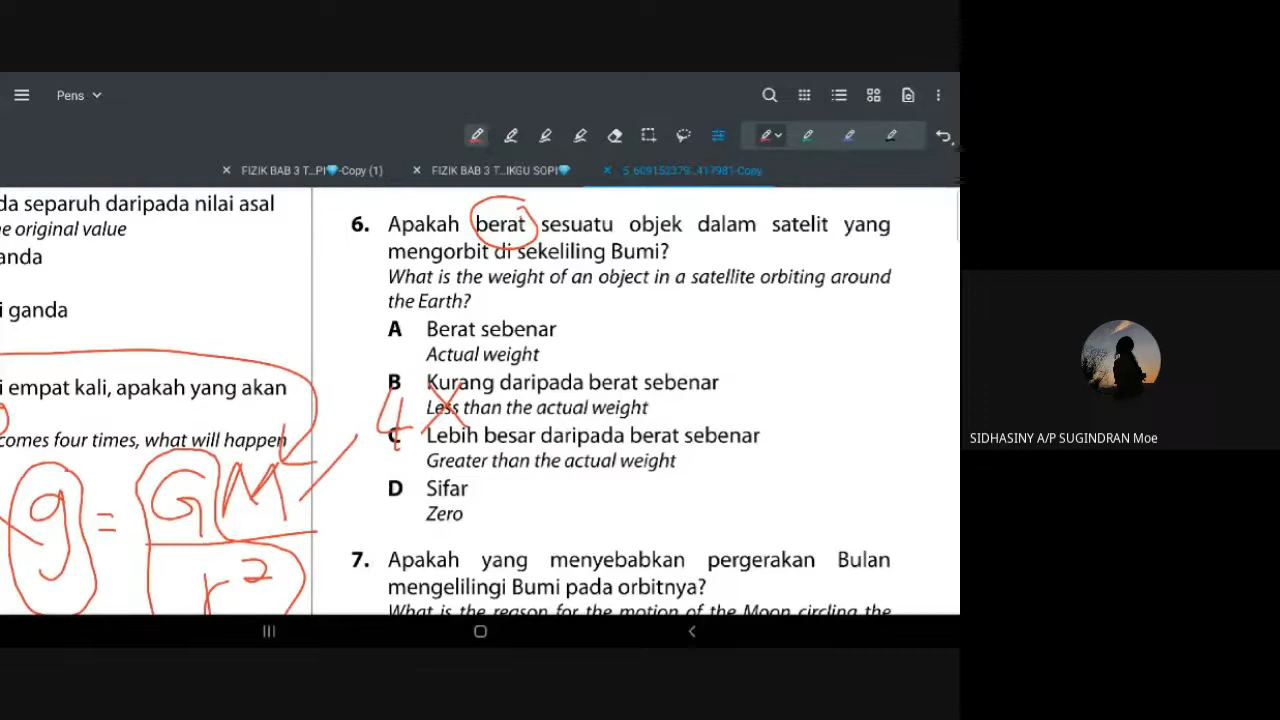 Pens
FIZIK BAB 3 T...PI💎-Copy (1)
FIZIK BAB 3 T...IKGU SOPI💎
da separuh daripada nilai asal
ne original value
anda
i ganda
i empat kali, apakah yang akan
comes four times, what will happen
g = GM
r²
4X
6. Apakah berat sesuatu objek dalam satelit yang
mengorbit di sekeliling Bumi?
What is the weight of an object in a satellite orbiting around
the Earth?
A Berat sebenar
Actual weight
B Kurang daripada berat sebenar
Less than the actual weight
C Lebih besar daripada berat sebenar
Greater than the actual weight
D Sifar
Zero
7. Apakah yang menyebabkan pergerakan Bulan
mengelilingi Bumi pada orbitnya?
What is the reason for the motion of the Moon circling the
SIDHASINY A/P SUGINDRAN Moe